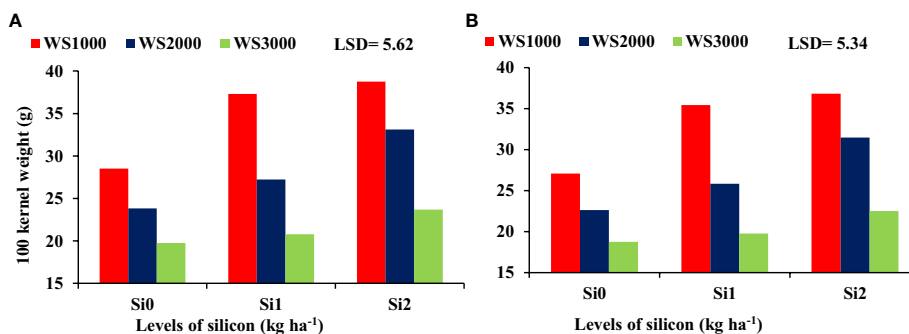 A
WS1000 WS2000 WS3000 LSD= 5.62
100 kernel weight (g)
40
35
30
25
20
15
Si0 Si1 Si2
Levels of silicon (kg ha-1)
B
WS1000 WS2000 WS3000 LSD= 5.34
40
35
30
25
20
15
Si0 Si1 Si2
Levels of silicon (kg ha-1)